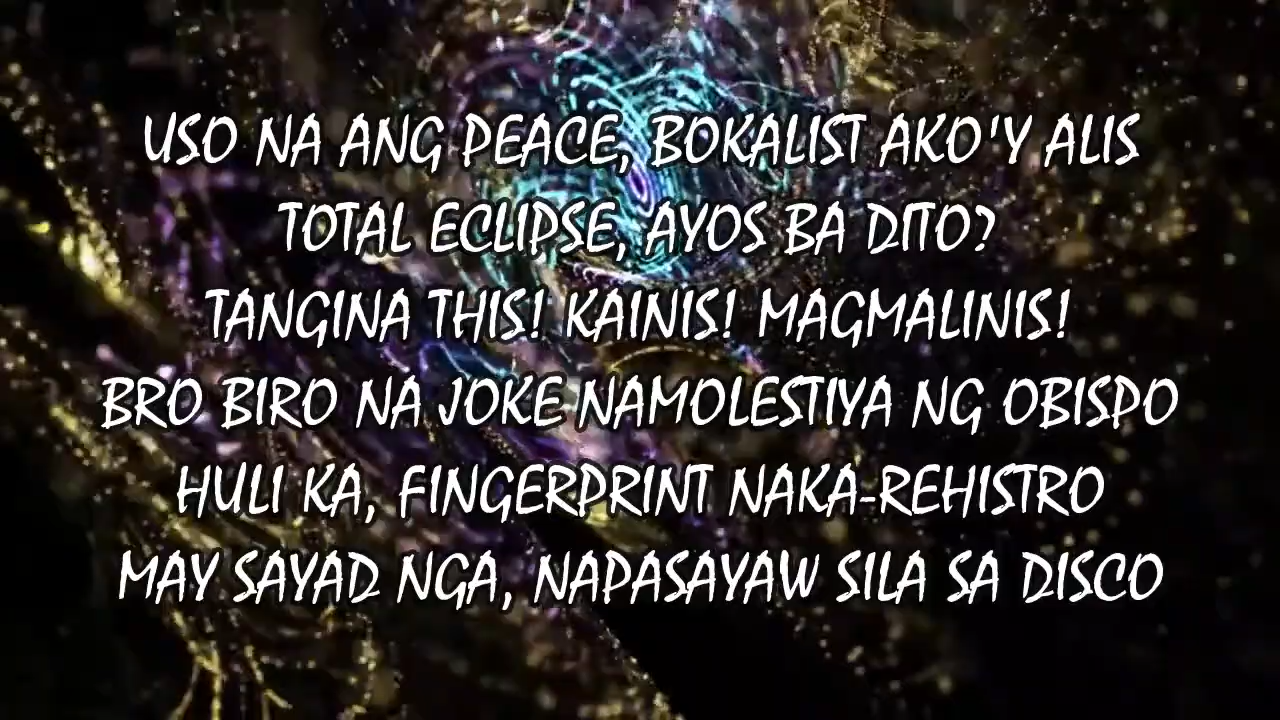 USO NA ANG PEACE, BOKALIST AKO'Y ALIS
TOTAL ECLIPSE, AYOS BA DITO?
TANGINA THIS! KAINIS! MAGMALINIS!
BRO BIRO NA JOKE NAMOLESTIYA NG OBISPO
HULI KA, FINGERPRINT NAKA-REHISTRO
MAY SAYAD NGA, NAPASAYAW SILA SA DISCO